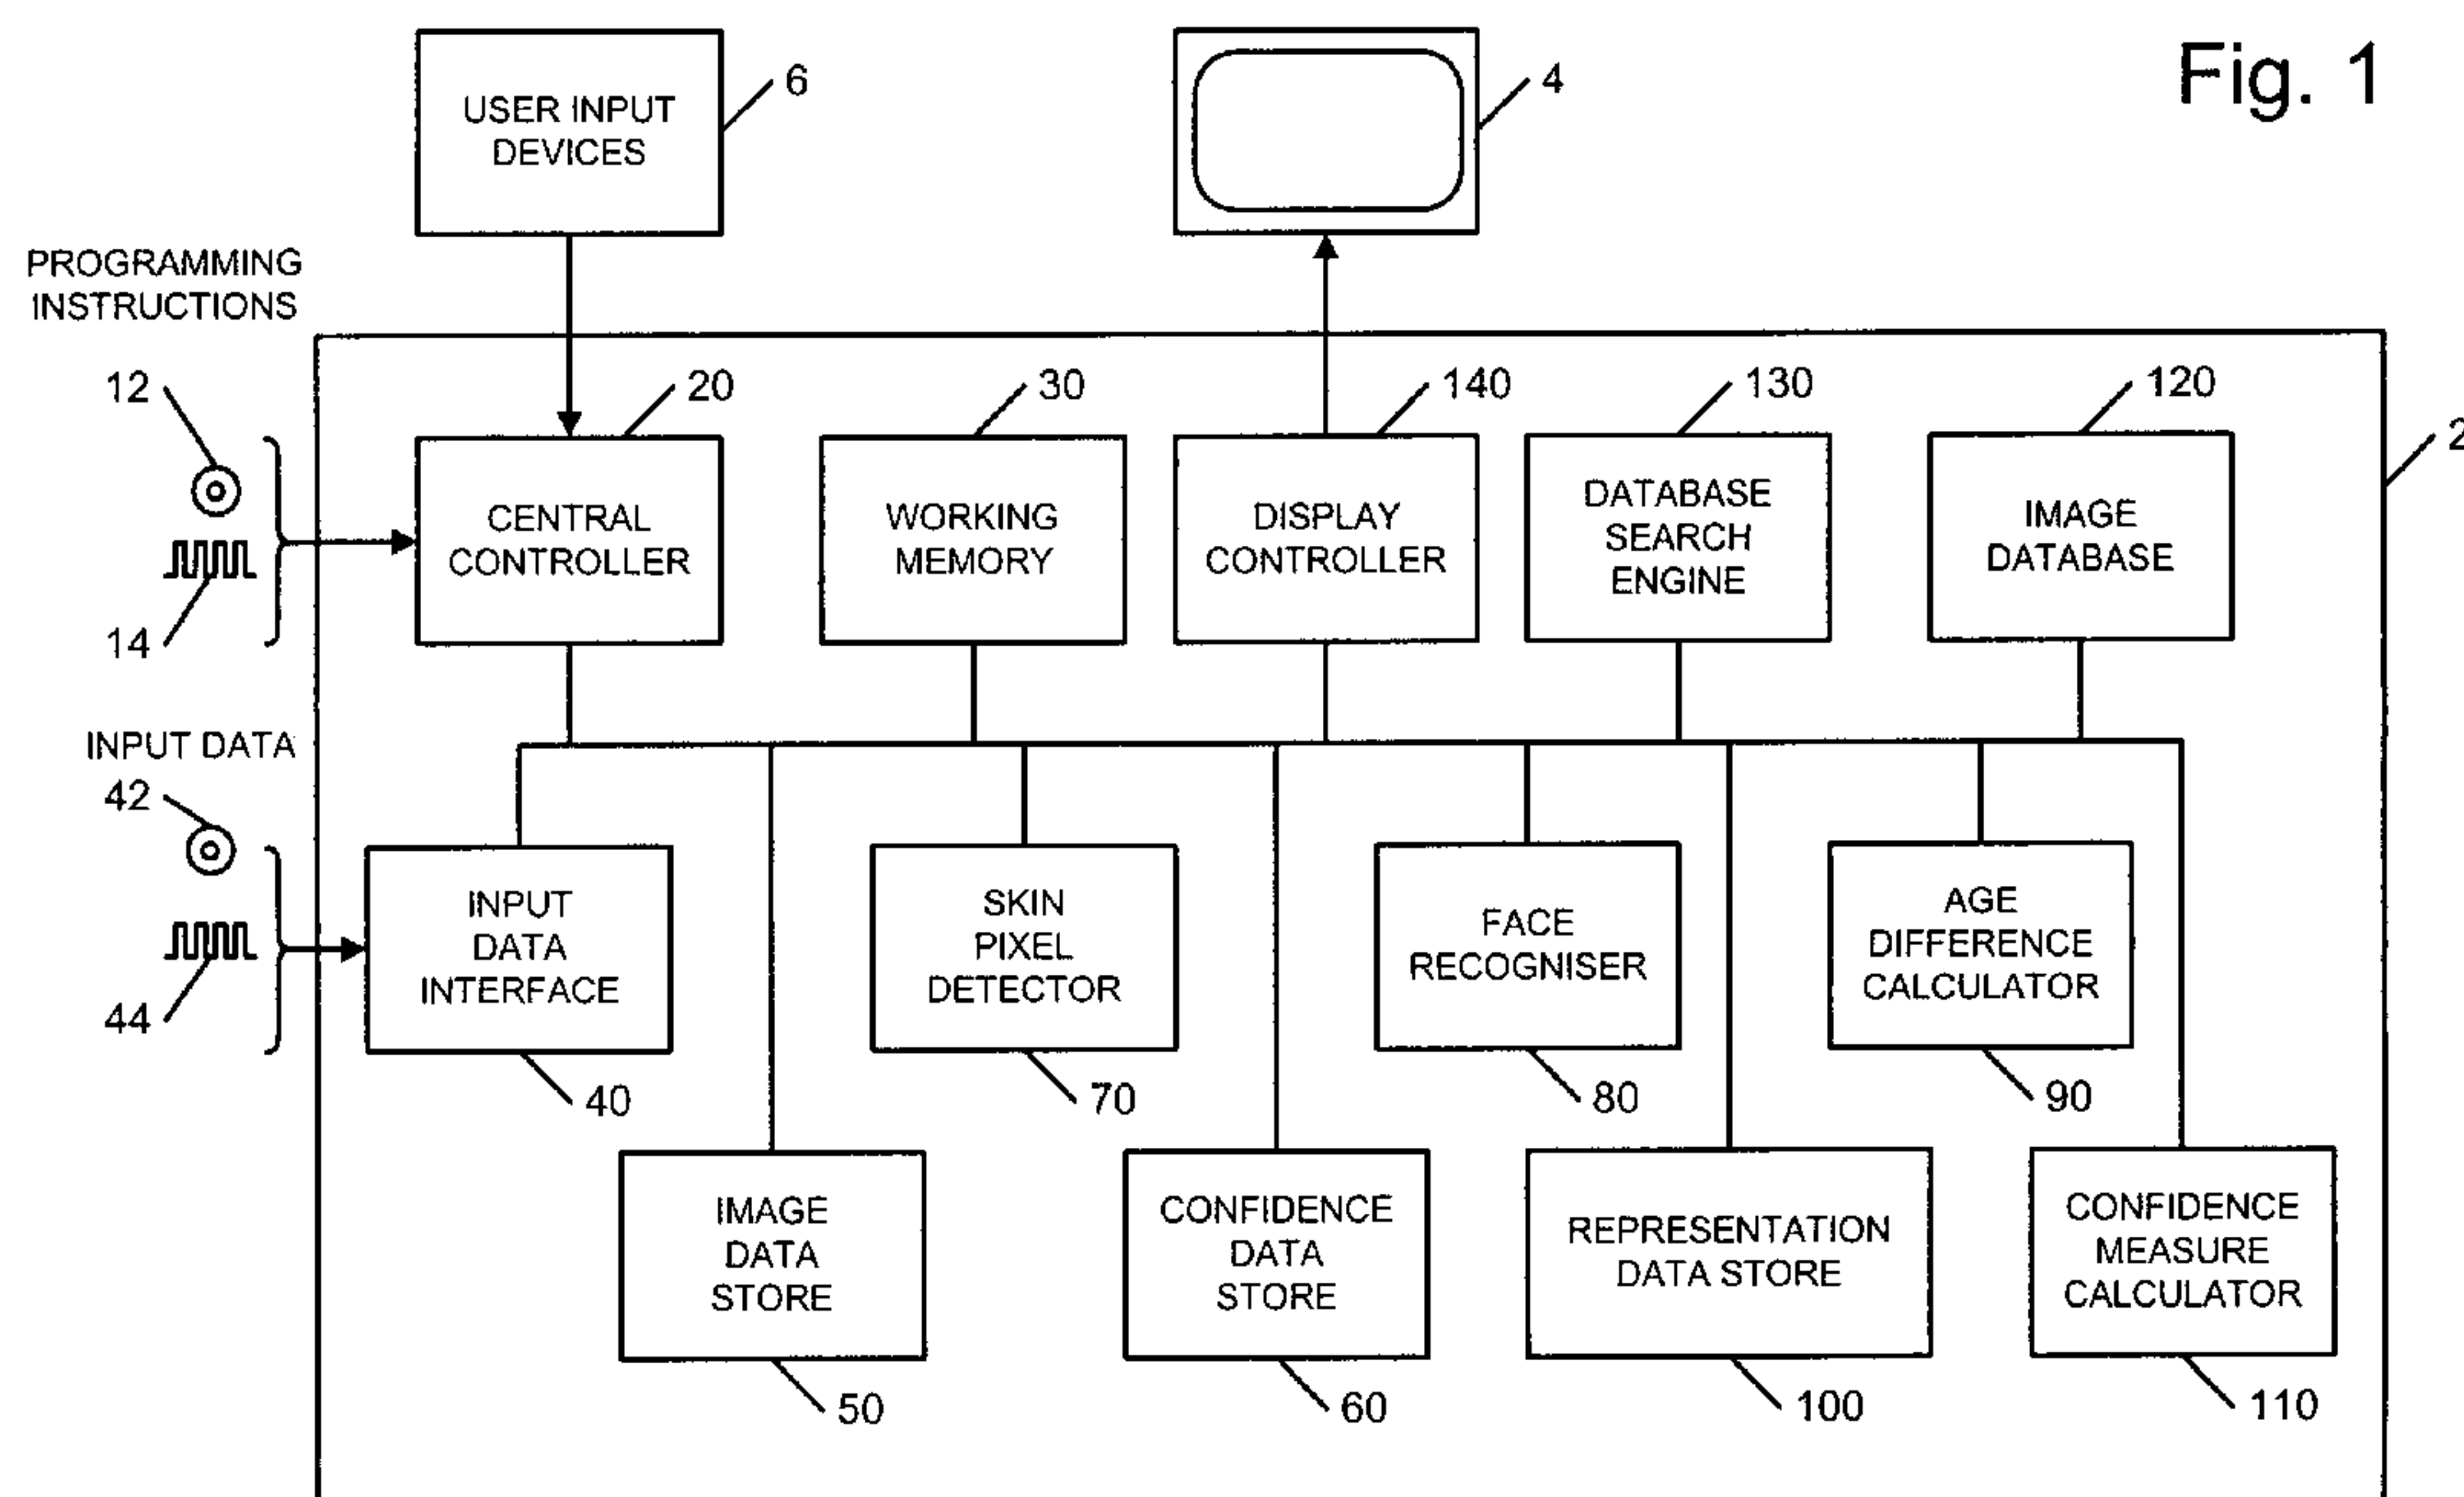 Fig. 1
USER INPUT
DEVICES
6
4
PROGRAMMING
INSTRUCTIONS
12
14
20
30
140
130
120
2
CENTRAL
CONTROLLER
WORKING
MEMORY
DISPLAY
CONTROLLER
DATABASE
SEARCH
ENGINE
IMAGE
DATABASE
INPUT DATA
42
44
INPUT
DATA
INTERFACE
SKIN
PIXEL
DETECTOR
FACE
RECOGNISER
AGE
DIFFERENCE
CALCULATOR
40
70
80
90
IMAGE
DATA
STORE
CONFIDENCE
DATA
STORE
REPRESENTATION
DATA STORE
CONFIDENCE
MEASURE
CALCULATOR
50
60
100
110